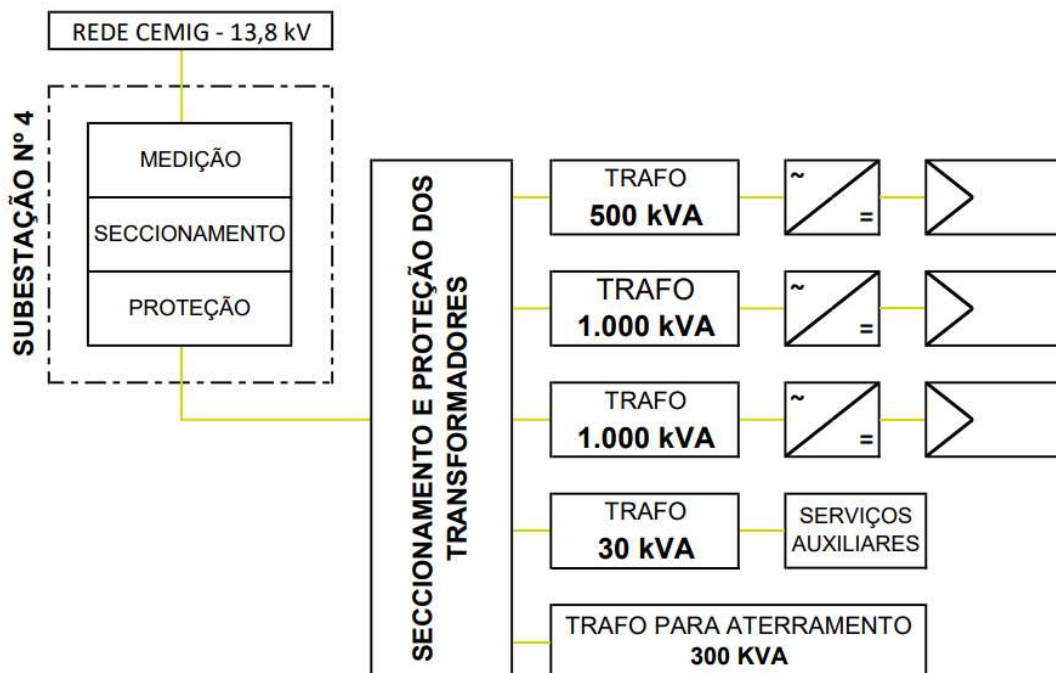 REDE CEMIG - 13,8 kV
SUBESTAÇÃO Nº 4
MEDIÇÃO
SECCIONAMENTO
PROTEÇÃO
SECCIONAMENTO E PROTEÇÃO DOS
TRANSFORMADORES
TRAFO
500 kVA
~
=
TRAFO
1.000 kVA
~
=
TRAFO
1.000 kVA
~
=
TRAFO
30 kVA
SERVIÇOS
AUXILIARES
TRAFO PARA ATERRAMENTO
300 KVA